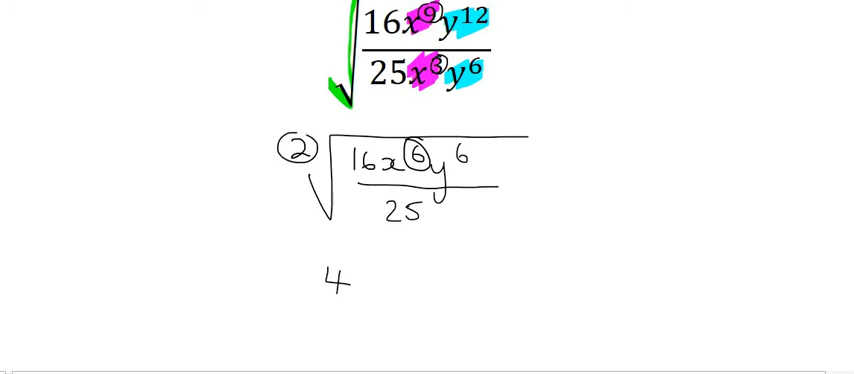 √(16x⁹y¹²
25x³y⁶)
② √(16x⁶y⁶
25)
4